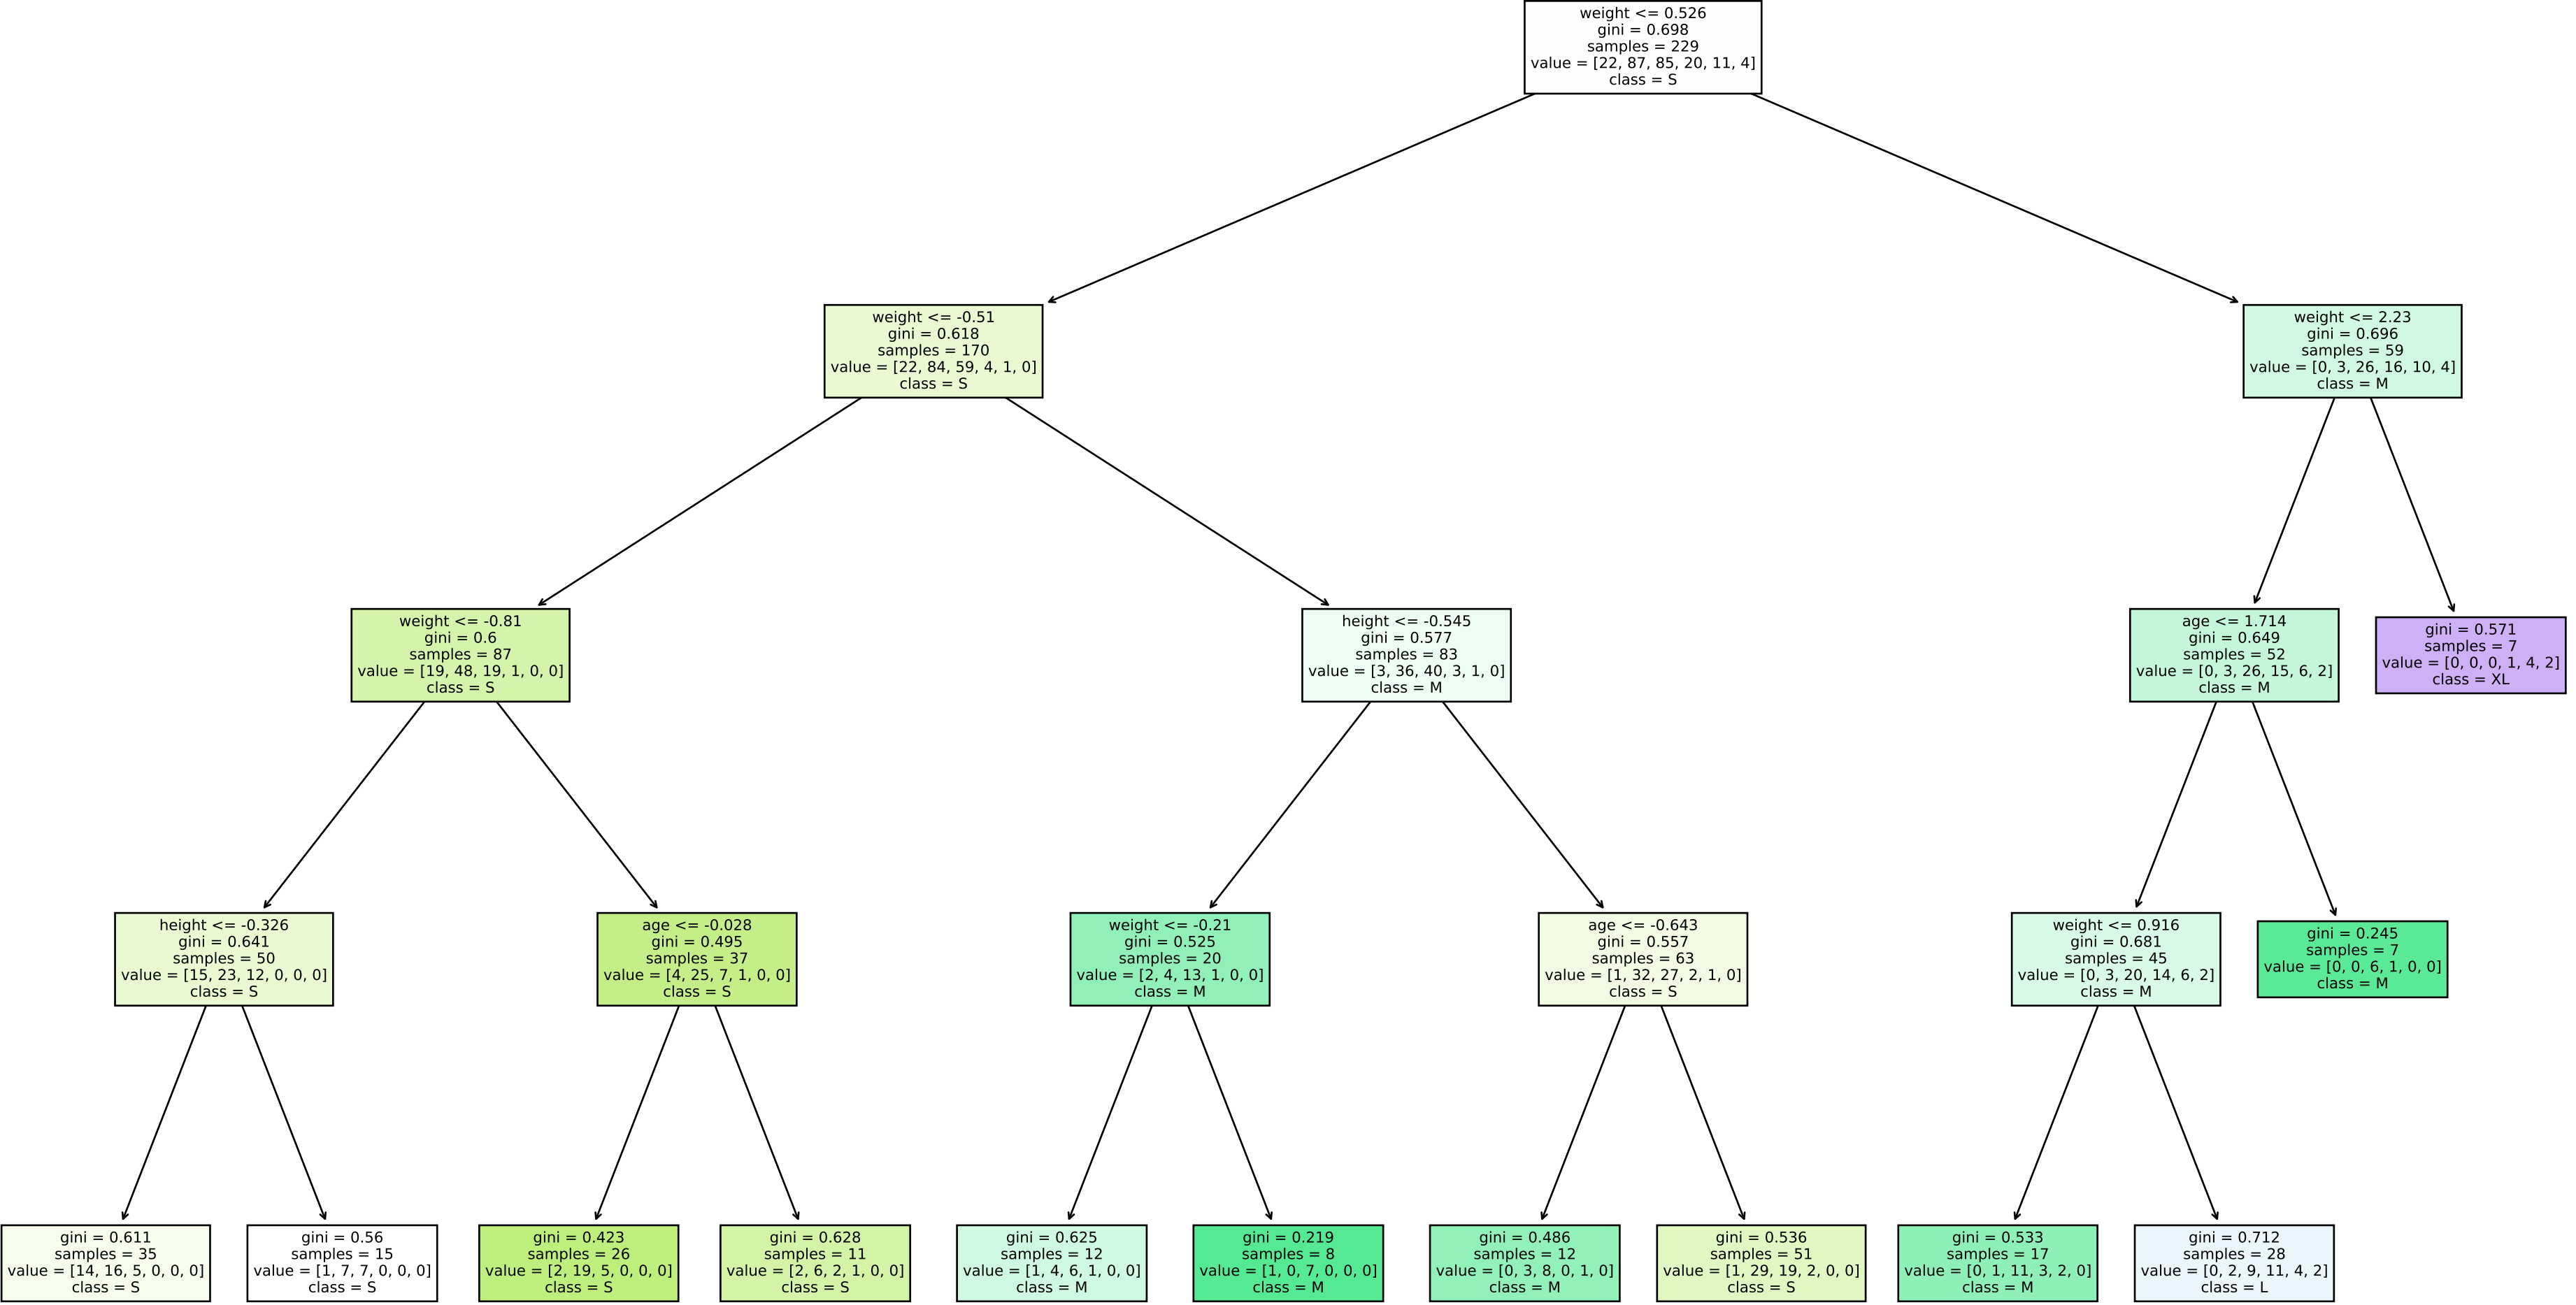 weight <= 0.526
gini = 0.698
samples = 229
value = [22, 87, 85, 20, 11, 4]
class = S
weight <= -0.51
gini = 0.618
samples = 170
value = [22, 84, 59, 4, 1, 0]
class = S
weight <= 2.23
gini = 0.696
samples = 59
value = [0, 3, 26, 16, 10, 4]
class = M
weight <= -0.81
gini = 0.6
samples = 87
value = [19, 48, 19, 1, 0, 0]
class = S
height <= -0.545
gini = 0.577
samples = 83
value = [3, 36, 40, 3, 1, 0]
class = M
age <= 1.714
gini = 0.649
samples = 52
value = [0, 3, 26, 15, 6, 2]
class = M
gini = 0.571
samples = 7
value = [0, 0, 0, 1, 4, 2]
class = XL
height <= -0.326
gini = 0.641
samples = 50
value = [15, 23, 12, 0, 0, 0]
class = S
age <= -0.028
gini = 0.495
samples = 37
value = [4, 25, 7, 1, 0, 0]
class = S
weight <= -0.21
gini = 0.525
samples = 20
value = [2, 4, 13, 1, 0, 0]
class = M
age <= -0.643
gini = 0.557
samples = 63
value = [1, 32, 27, 2, 1, 0]
class = S
weight <= 0.916
gini = 0.681
samples = 45
value = [0, 3, 20, 14, 6, 2]
class = M
gini = 0.245
samples = 7
value = [0, 0, 6, 1, 0, 0]
class = M
gini = 0.611
samples = 35
value = [14, 16, 5, 0, 0, 0]
class = S
gini = 0.56
samples = 15
value = [1, 7, 7, 0, 0, 0]
class = S
gini = 0.423
samples = 26
value = [2, 19, 5, 0, 0, 0]
class = S
gini = 0.628
samples = 11
value = [2, 6, 2, 1, 0, 0]
class = S
gini = 0.625
samples = 12
value = [1, 4, 6, 1, 0, 0]
class = M
gini = 0.219
samples = 8
value = [1, 0, 7, 0, 0, 0]
class = M
gini = 0.486
samples = 12
value = [0, 3, 8, 0, 1, 0]
class = M
gini = 0.536
samples = 51
value = [1, 29, 19, 2, 0, 0]
class = S
gini = 0.533
samples = 17
value = [0, 1, 11, 3, 2, 0]
class = M
gini = 0.712
samples = 28
value = [0, 2, 9, 11, 4, 2]
class = L